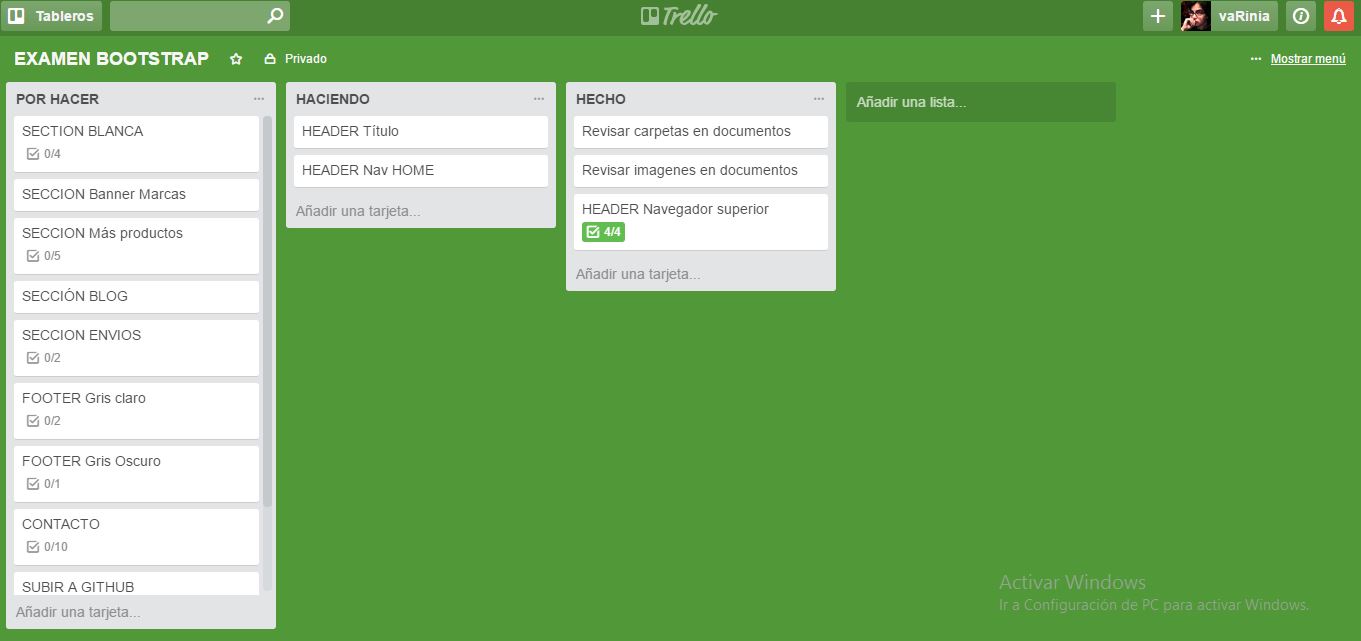 Tableros
Trello
vaRinia
EXAMEN BOOTSTRAP
Privado
Mostrar menú
POR HACER
SECTION BLANCA
0/4
SECCION Banner Marcas
SECCION Más productos
0/5
SECCIÓN BLOG
SECCION ENVIOS
0/2
FOOTER Gris claro
0/2
FOOTER Gris Oscuro
0/1
CONTACTO
0/10
SUBIR A GITHUB
Añadir una tarjeta...
HACIENDO
HEADER Título
HEADER Nav HOME
Añadir una tarjeta...
HECHO
Revisar carpetas en documentos
Revisar imagenes en documentos
HEADER Navegador superior
4/4
Añadir una tarjeta...
Añadir una lista...
Activar Windows
Ir a Configuración de PC para activar Windows.